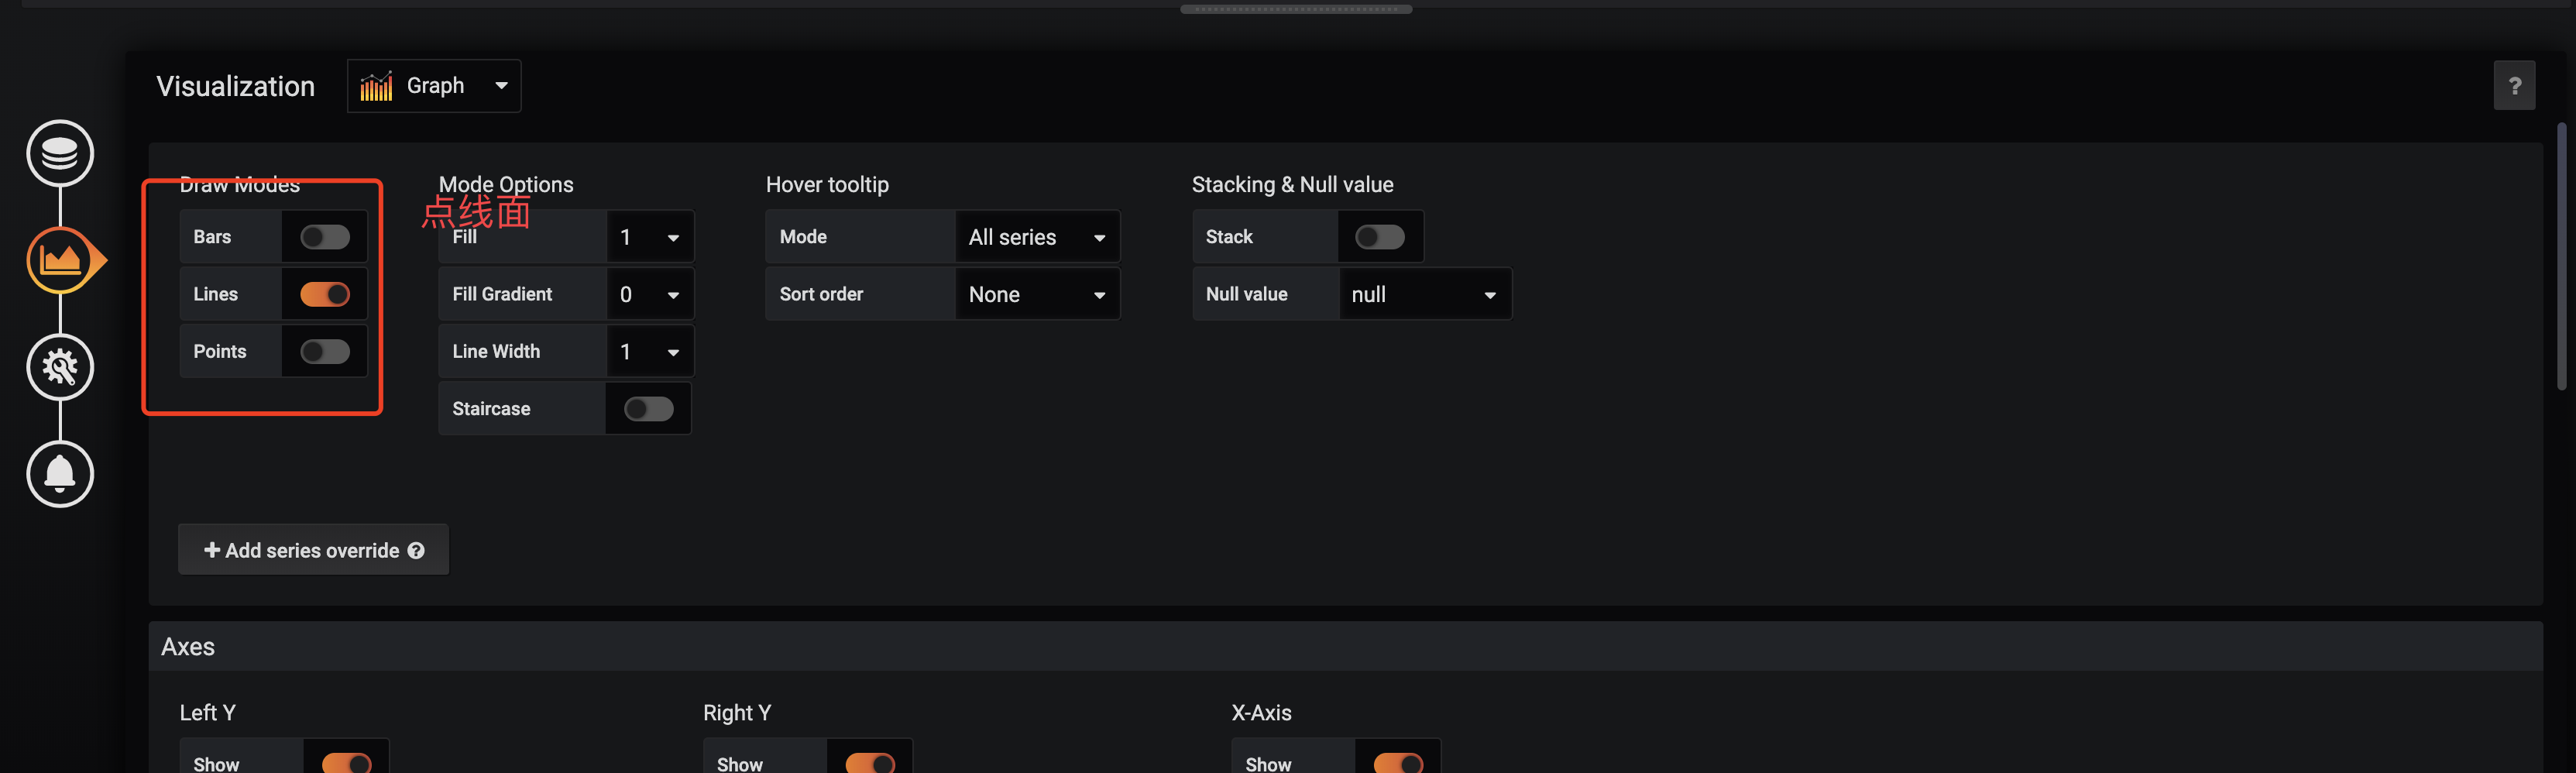 Visualization
Graph
?
Draw Modes
Bars
Lines
Points
Mode Options
点线面
Fill
1
Fill Gradient
0
Line Width
1
Staircase
Hover tooltip
Mode
All series
Sort order
None
Stacking & Null value
Stack
Null value
null
+ Add series override ?
Axes
Left Y
Show
Right Y
Show
X-Axis
Show